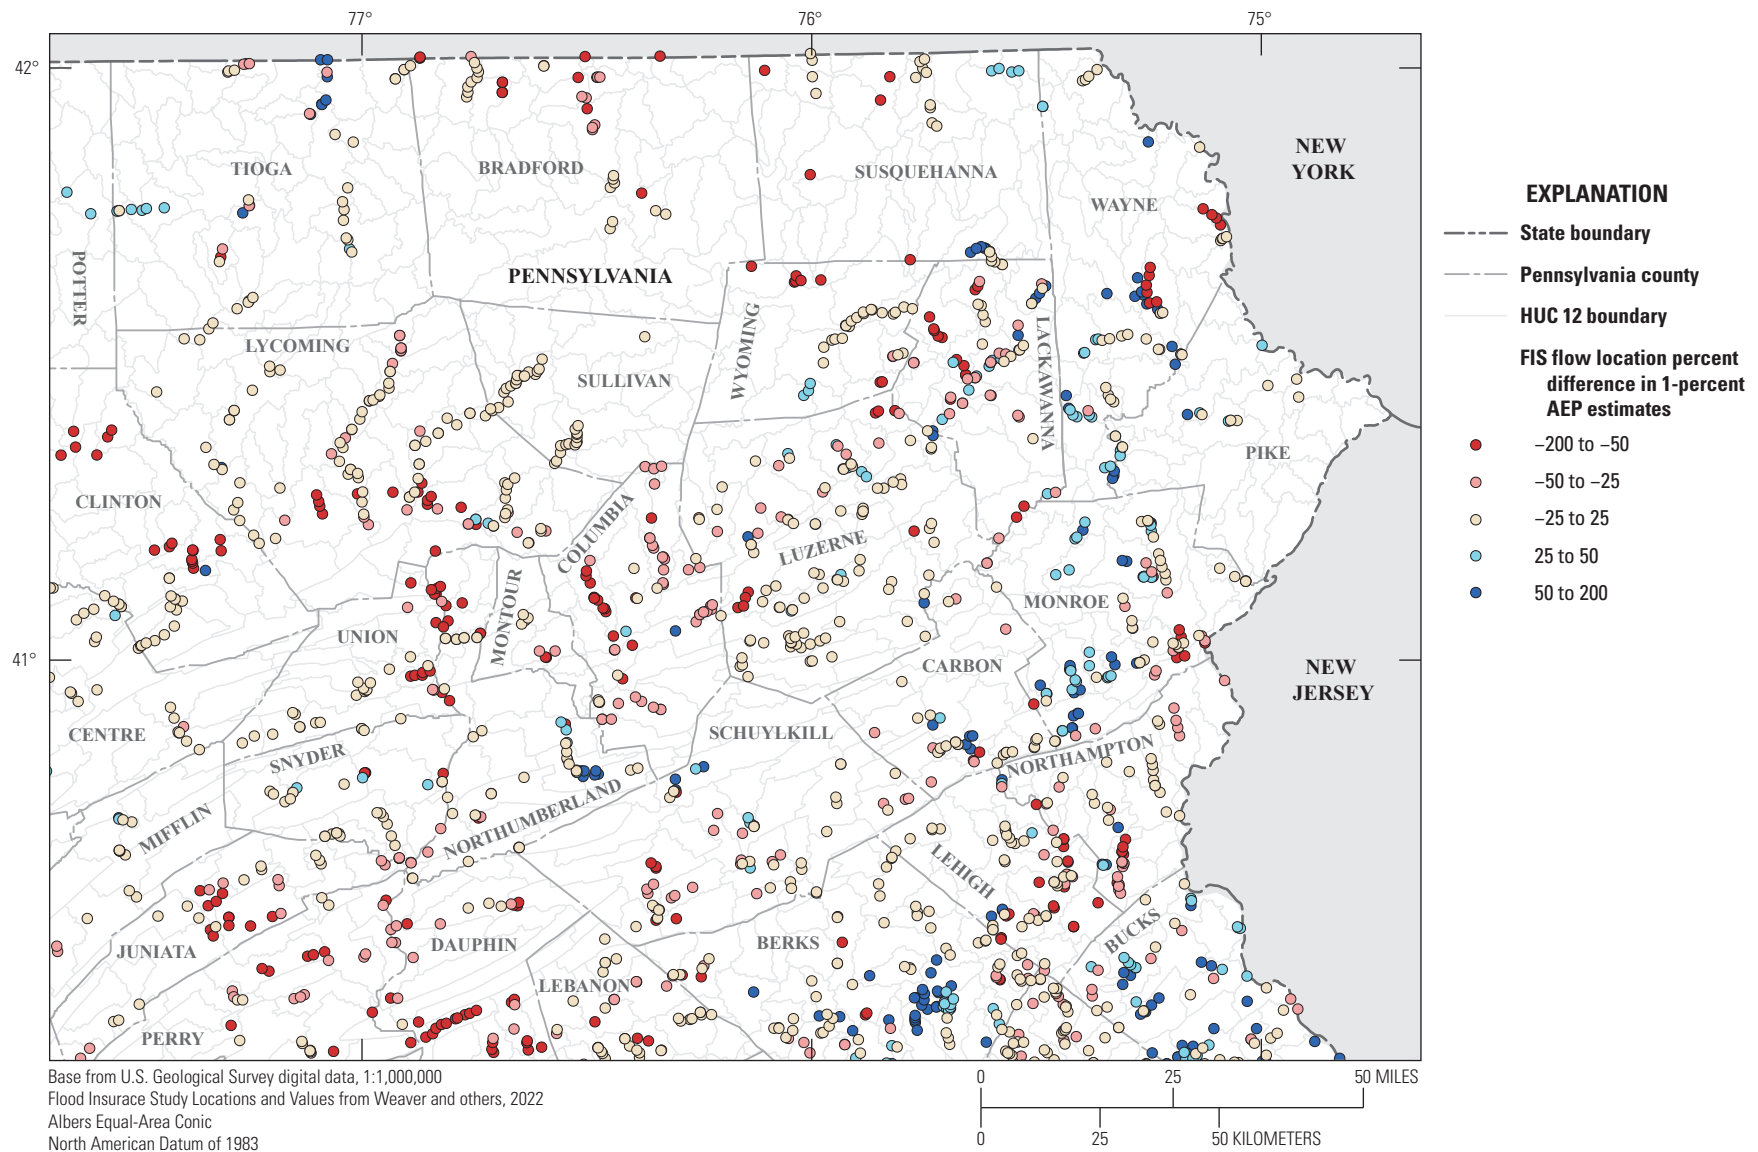 77°
76°
75°
42°
41°
NEW
YORK
TIOGA
BRADFORD
SUSQUEHANNA
WAYNE
POTTER
PENNSYLVANIA
WYOMING
LACKAWANNA
LYCOMING
SULLIVAN
PIKE
CLINTON
COLUMBIA
LUZERNE
MONTOUR
MONROE
UNION
CARBON
NEW
JERSEY
CENTRE
SNYDER
SCHUYLKILL
NORTHAMPTON
MIFFLIN
NORTHUMBERLAND
LEHIGH
BUCKS
JUNIATA
DAUPHIN
BERKS
LEBANON
PERRY
EXPLANATION
State boundary
Pennsylvania county
HUC 12 boundary
FIS flow location percent
difference in 1-percent
AEP estimates
−200 to −50
−50 to −25
−25 to 25
25 to 50
50 to 200
Base from U.S. Geological Survey digital data, 1:1,000,000
Flood Insurace Study Locations and Values from Weaver and others, 2022
Albers Equal-Area Conic
North American Datum of 1983
0 25 50 MILES
0 25 50 KILOMETERS